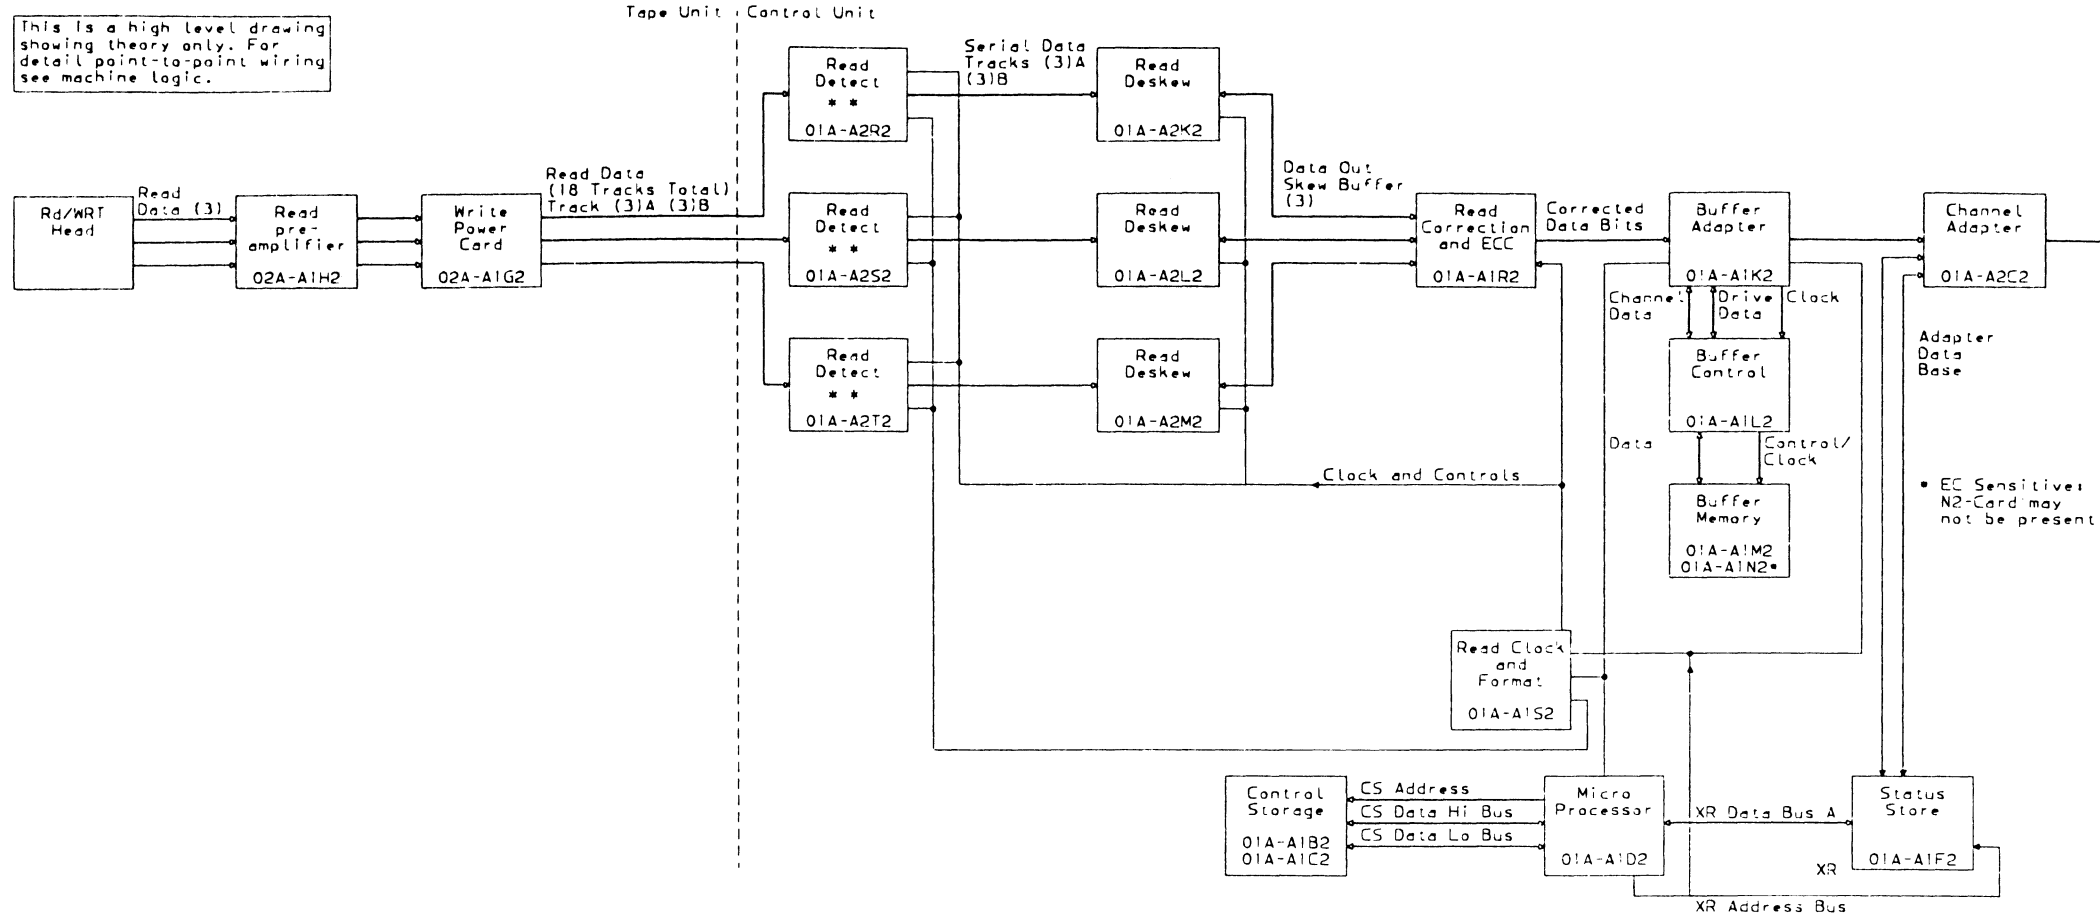 This is a high level drawing
showing theory only. For
detail point-to-point wiring
see machine logic.
Tape Unit
Control Unit
Rd/WRT
Head
Read
Data (3)
Read
pre-
amplifier
02A-A1H2
Write
Power
Card
02A-A1G2
Read Data
(18 Tracks Total)
Track (3)A (3)B
Read
Detect
* *
01A-A2R2
Read
Detect
* *
01A-A2S2
Read
Detect
* *
01A-A2T2
Serial Data
Tracks (3)A
(3)B
Read
Deskew
01A-A2K2
Read
Deskew
01A-A2L2
Read
Deskew
01A-A2M2
Data Out
Skew Buffer
(3)
Read
Correction
and ECC
01A-A1R2
Corrected
Data Bits
Buffer
Adapter
01A-A1K2
Channel
Adapter
01A-A2C2
Channel
Data
Drive
Data
Clock
Buffer
Control
01A-A1L2
Data
Control/
Clock
Buffer
Memory
01A-A1M2
01A-A1N2*
Adapter
Data
Base
* EC Sensitive:
N2-Card may
not be present
Clock and Controls
Read Clock
and
Format
01A-A1S2
Control
Storage
01A-A1B2
01A-A1C2
CS Address
CS Data Hi Bus
CS Data Lo Bus
Micro
Processor
01A-A1D2
XR Data Bus A
Status
Store
01A-A1F2
XR
XR Address Bus